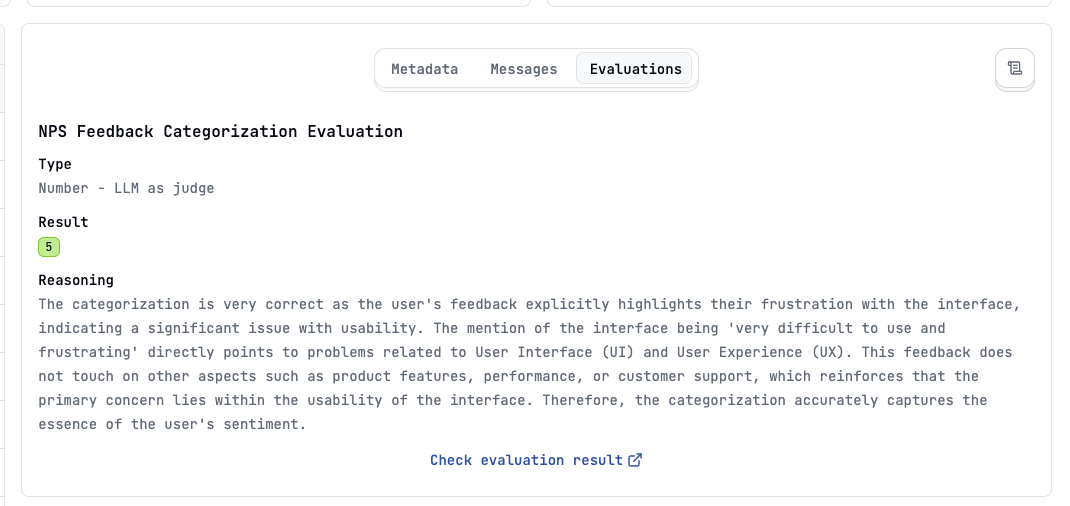 Metadata Messages Evaluations
NPS Feedback Categorization Evaluation
Type
Number - LLM as judge
Result
5
Reasoning
The categorization is very correct as the user's feedback explicitly highlights their frustration with the interface,
indicating a significant issue with usability. The mention of the interface being 'very difficult to use and
frustrating' directly points to problems related to User Interface (UI) and User Experience (UX). This feedback does
not touch on other aspects such as product features, performance, or customer support, which reinforces that the
primary concern lies within the usability of the interface. Therefore, the categorization accurately captures the
essence of the user's sentiment.
Check evaluation result